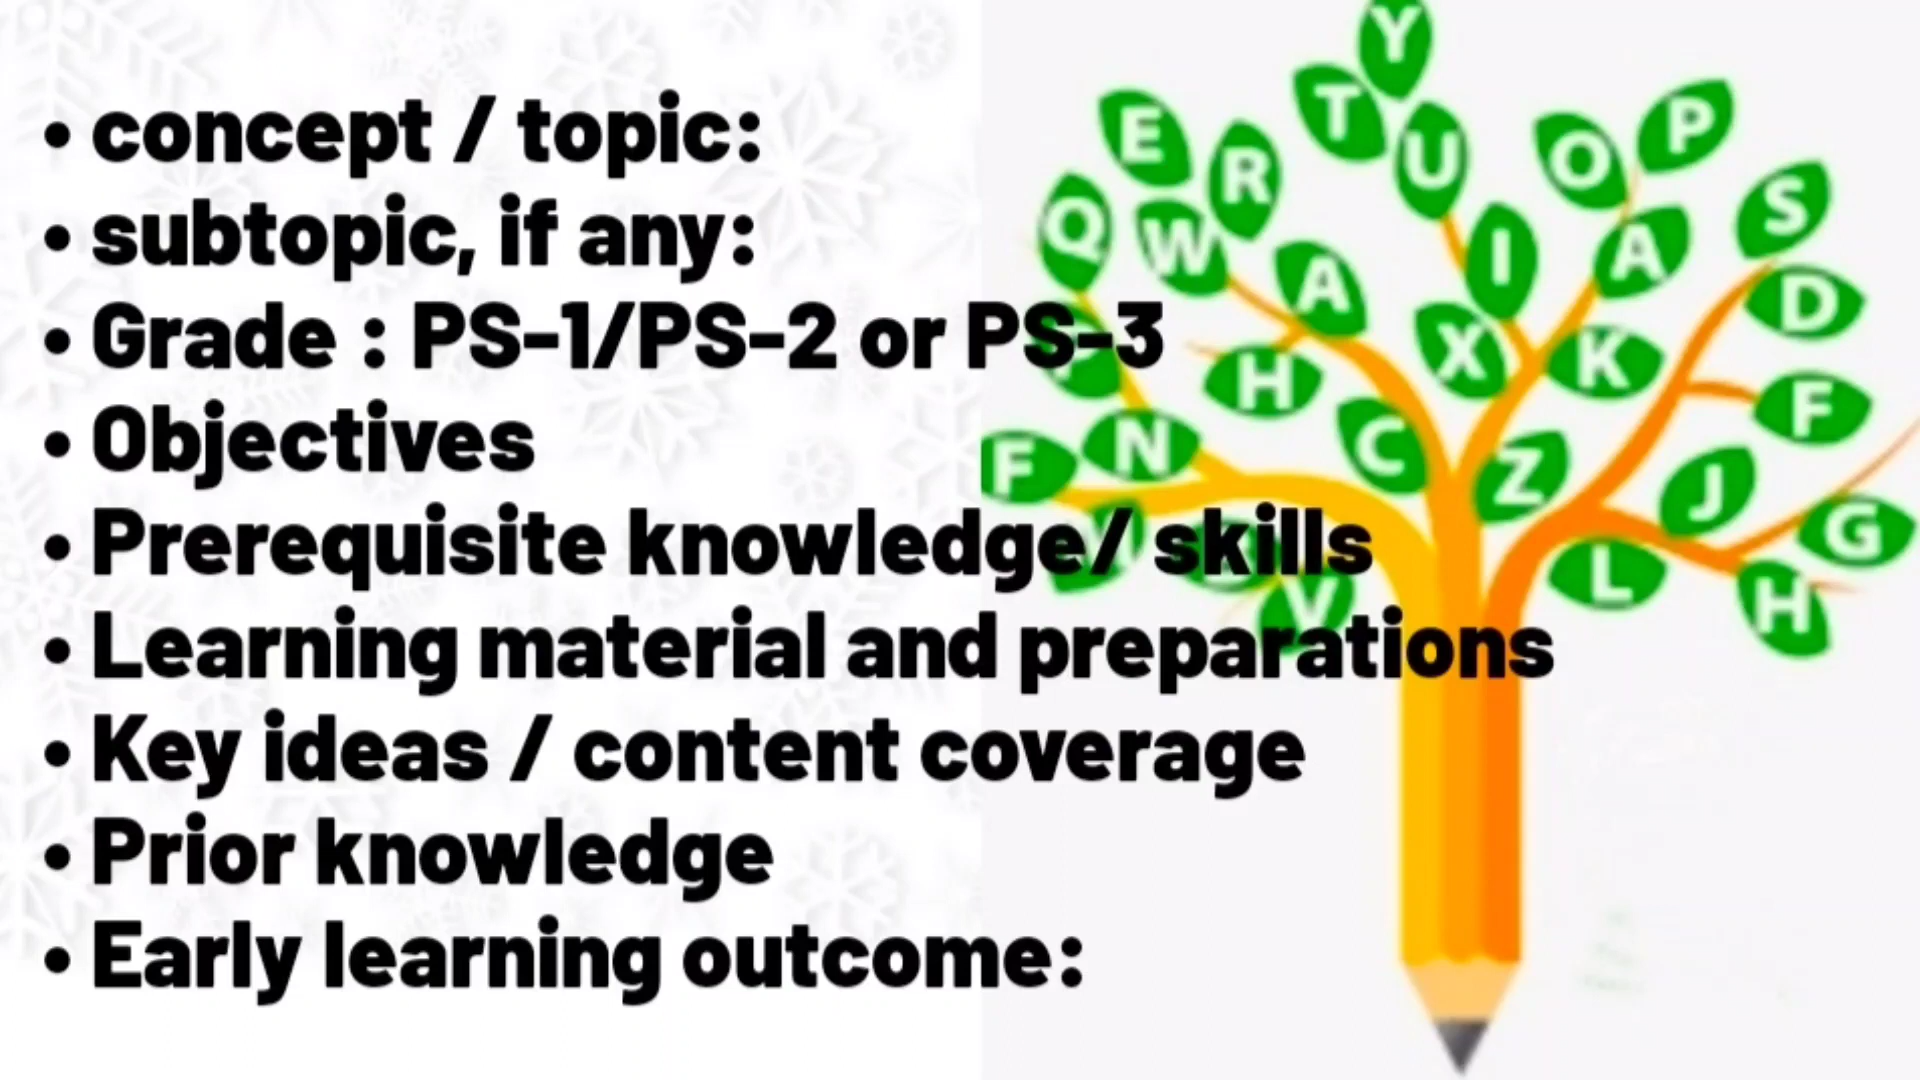 • concept / topic:
• subtopic, if any:
• Grade : PS-1/PS-2 or PS-3
• Objectives
• Prerequisite knowledge/ skills
• Learning material and preparations
• Key ideas / content coverage
• Prior knowledge
• Early learning outcome:
Y
E T P
R U O S
Q W I A
A D
X K
H F
C
N Z J
F G
L
V H